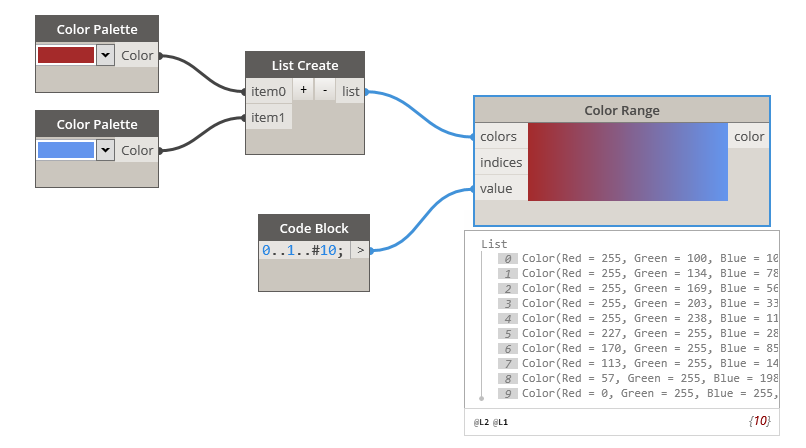 Color Palette
Color
Color Palette
Color
List Create
item0 + - list
item1
Code Block
0..1..#10; >
Color Range
colors color
indices
value
List
0 Color(Red = 255, Green = 100, Blue = 10
1 Color(Red = 255, Green = 134, Blue = 78
2 Color(Red = 255, Green = 169, Blue = 56
3 Color(Red = 255, Green = 203, Blue = 33
4 Color(Red = 255, Green = 238, Blue = 11
5 Color(Red = 227, Green = 255, Blue = 28
6 Color(Red = 170, Green = 255, Blue = 85
7 Color(Red = 113, Green = 255, Blue = 14
8 Color(Red = 57, Green = 255, Blue = 198
9 Color(Red = 0, Green = 255, Blue = 255,
@L2 @L1 {10}